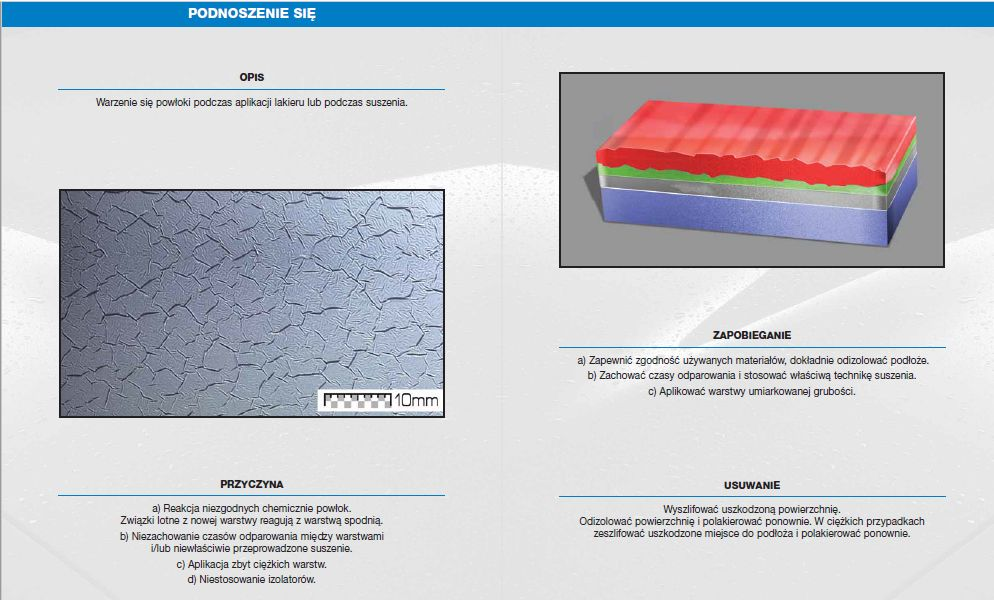 PODNOSZENIE SIĘ
OPIS
Warzenie się powłoki podczas aplikacji lakieru lub podczas suszenia.
10mm
PRZYCZYNA
a) Reakcja niezgodnych chemicznie powłok.
Związki lotne z nowej warstwy reagują z warstwą spodnią.
b) Niezachowanie czasów odparowania między warstwami
i/lub niewłaściwie przeprowadzone suszenie.
c) Aplikacja zbyt ciężkich warstw.
d) Niestosowanie izolatorów.
ZAPOBIEGANIE
a) Zapewnić zgodność używanych materiałów, dokładnie odizolować podłoże.
b) Zachować czasy odparowania i stosować właściwą technikę suszenia.
c) Aplikować warstwy umiarkowanej grubości.
USUWANIE
Wyszlifować uszkodzoną powierzchnię.
Odizolować powierzchnię i polakierować ponownie. W ciężkich przypadkach
zeszlifować uszkodzone miejsce do podłoża i polakierować ponownie.